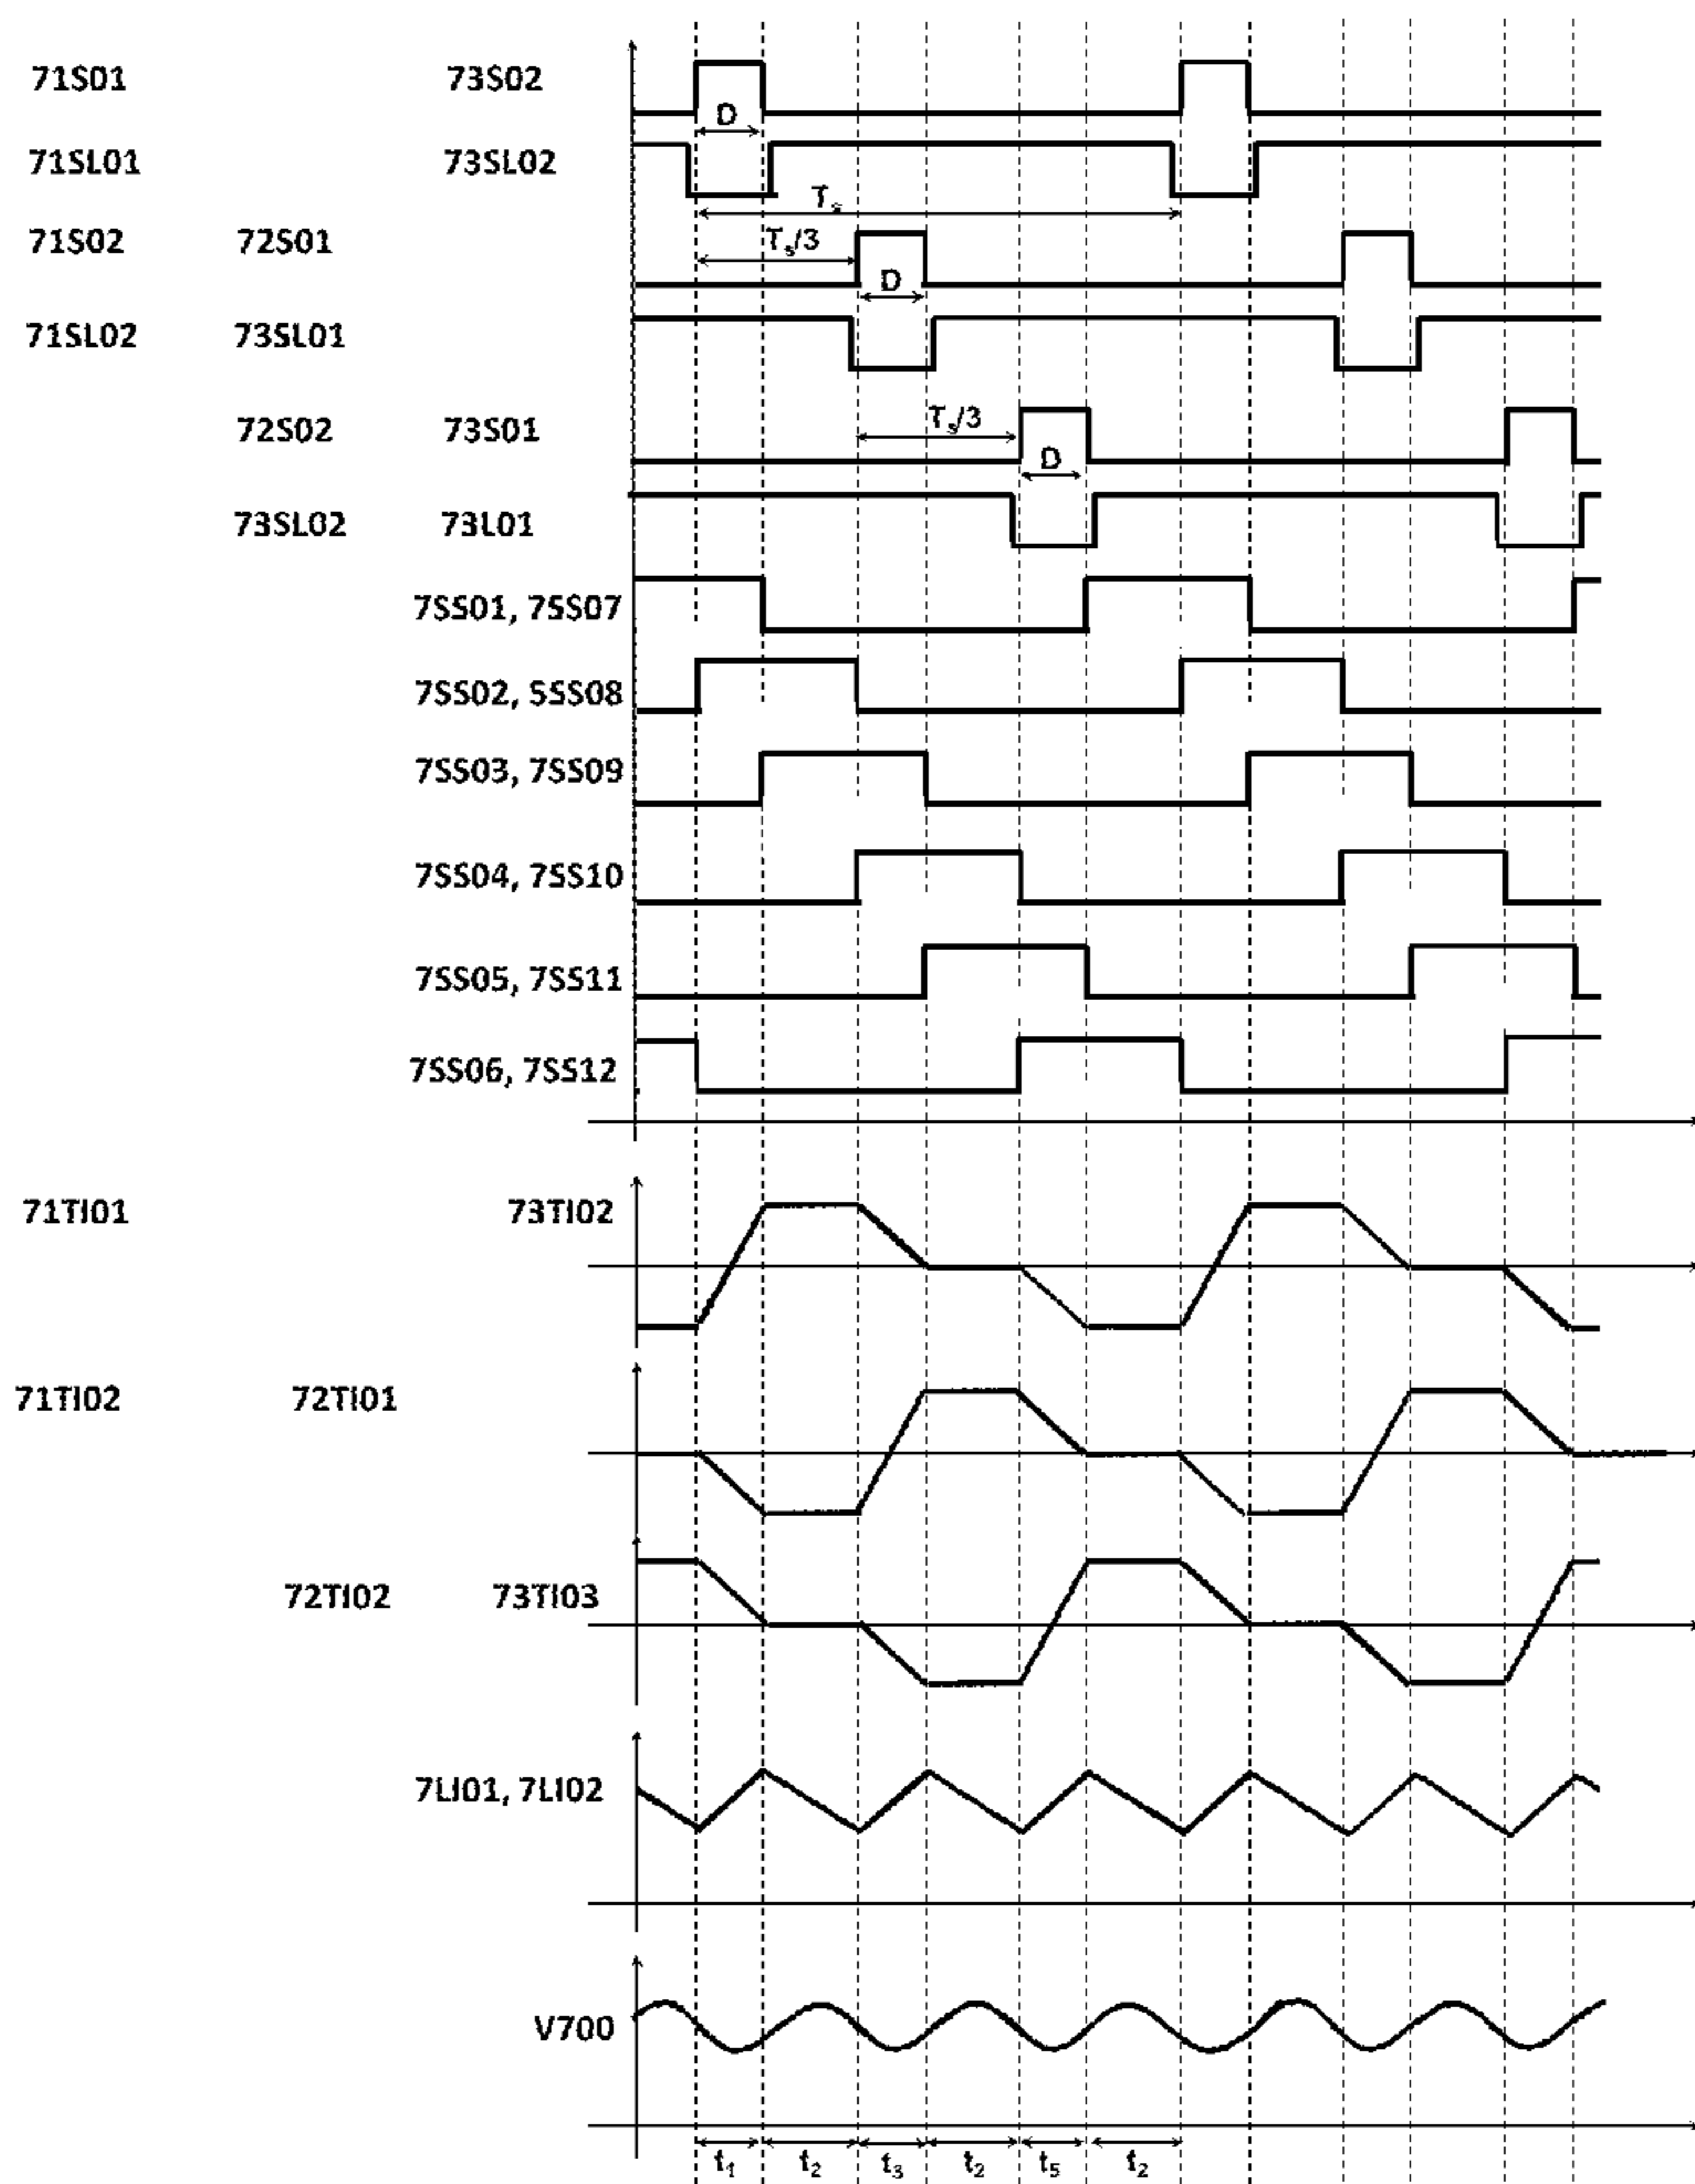 71S01 73S02
D
71SL01 73SL02
Ts
71S02 72S01 Ts/3
D
71SL02 73SL01
72S02 73S01 Ts/3
D
73SL02 73L01
7SS01, 7SS07
7SS02, 5SS08
7SS03, 7SS09
7SS04, 7SS10
7SS05, 7SS11
7SS06, 7SS12
71TI01 73TI02
71TI02 72TI01
72TI02 73TI03
7LI01, 7LI02
V700
t1 t2 t3 t2 t5 t2